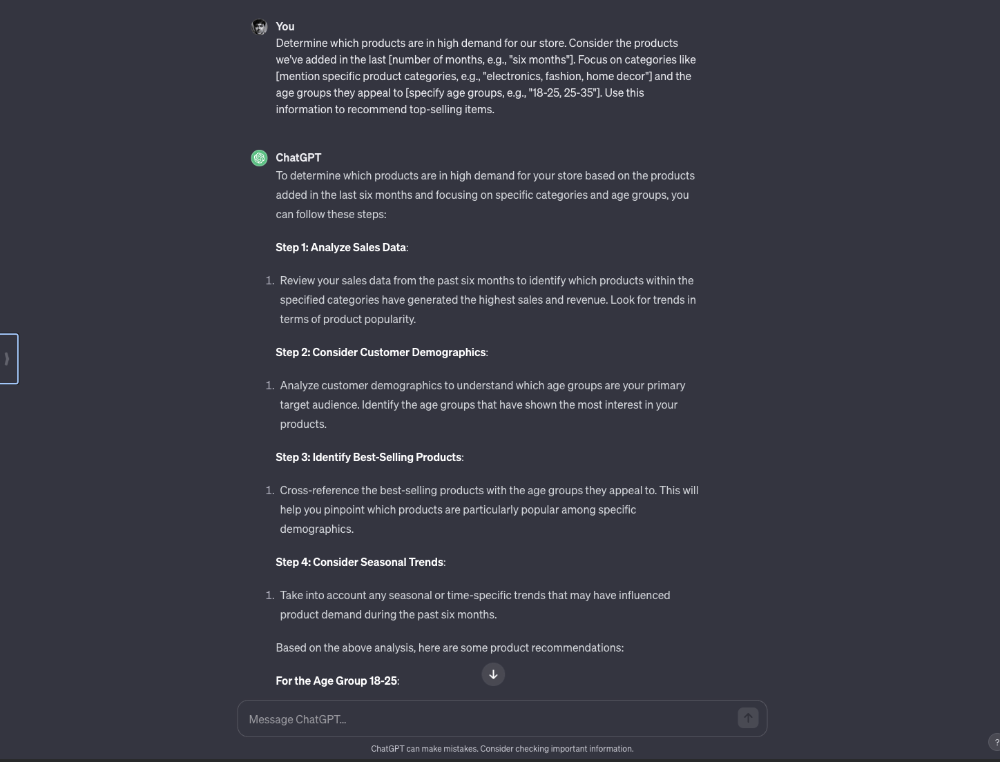 You
Determine which products are in high demand for our store. Consider the products
we've added in the last [number of months, e.g., "six months"]. Focus on categories like
[mention specific product categories, e.g., "electronics, fashion, home decor"] and the
age groups they appeal to [specify age groups, e.g., "18-25, 25-35"]. Use this
information to recommend top-selling items.
ChatGPT
To determine which products are in high demand for your store based on the products
added in the last six months and focusing on specific categories and age groups, you
can follow these steps:
Step 1: Analyze Sales Data:
1. Review your sales data from the past six months to identify which products within the
specified categories have generated the highest sales and revenue. Look for trends in
terms of product popularity.
Step 2: Consider Customer Demographics:
1. Analyze customer demographics to understand which age groups are your primary
target audience. Identify the age groups that have shown the most interest in your
products.
Step 3: Identify Best-Selling Products:
1. Cross-reference the best-selling products with the age groups they appeal to. This will
help you pinpoint which products are particularly popular among specific
demographics.
Step 4: Consider Seasonal Trends:
1. Take into account any seasonal or time-specific trends that may have influenced
product demand during the past six months.
Based on the above analysis, here are some product recommendations:
For the Age Group 18-25:
Message ChatGPT...
ChatGPT can make mistakes. Consider checking important information.
?